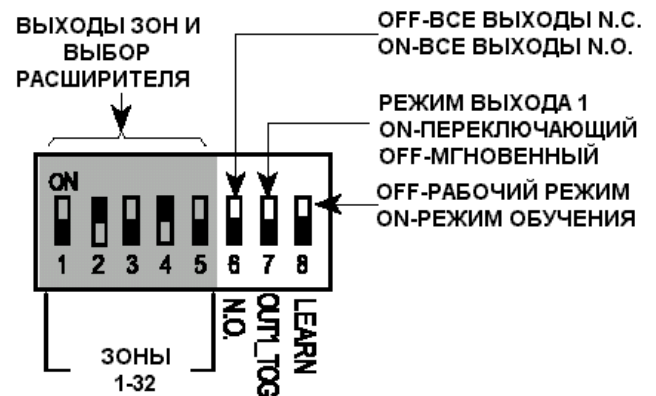 ВЫХОДЫ ЗОН И
ВЫБОР
РАСШИРИТЕЛЯ
OFF-ВСЕ ВЫХОДЫ N.C.
ON-ВСЕ ВЫХОДЫ N.O.
РЕЖИМ ВЫХОДА 1
ON-ПЕРЕКЛЮЧАЮЩИЙ
OFF-МГНОВЕННЫЙ
OFF-РАБОЧИЙ РЕЖИМ
ON-РЕЖИМ ОБУЧЕНИЯ
ON
1 2 3 4 5 6 7 8
N.O.
OUT1_TOG
LEARN
ЗОНЫ
1-32